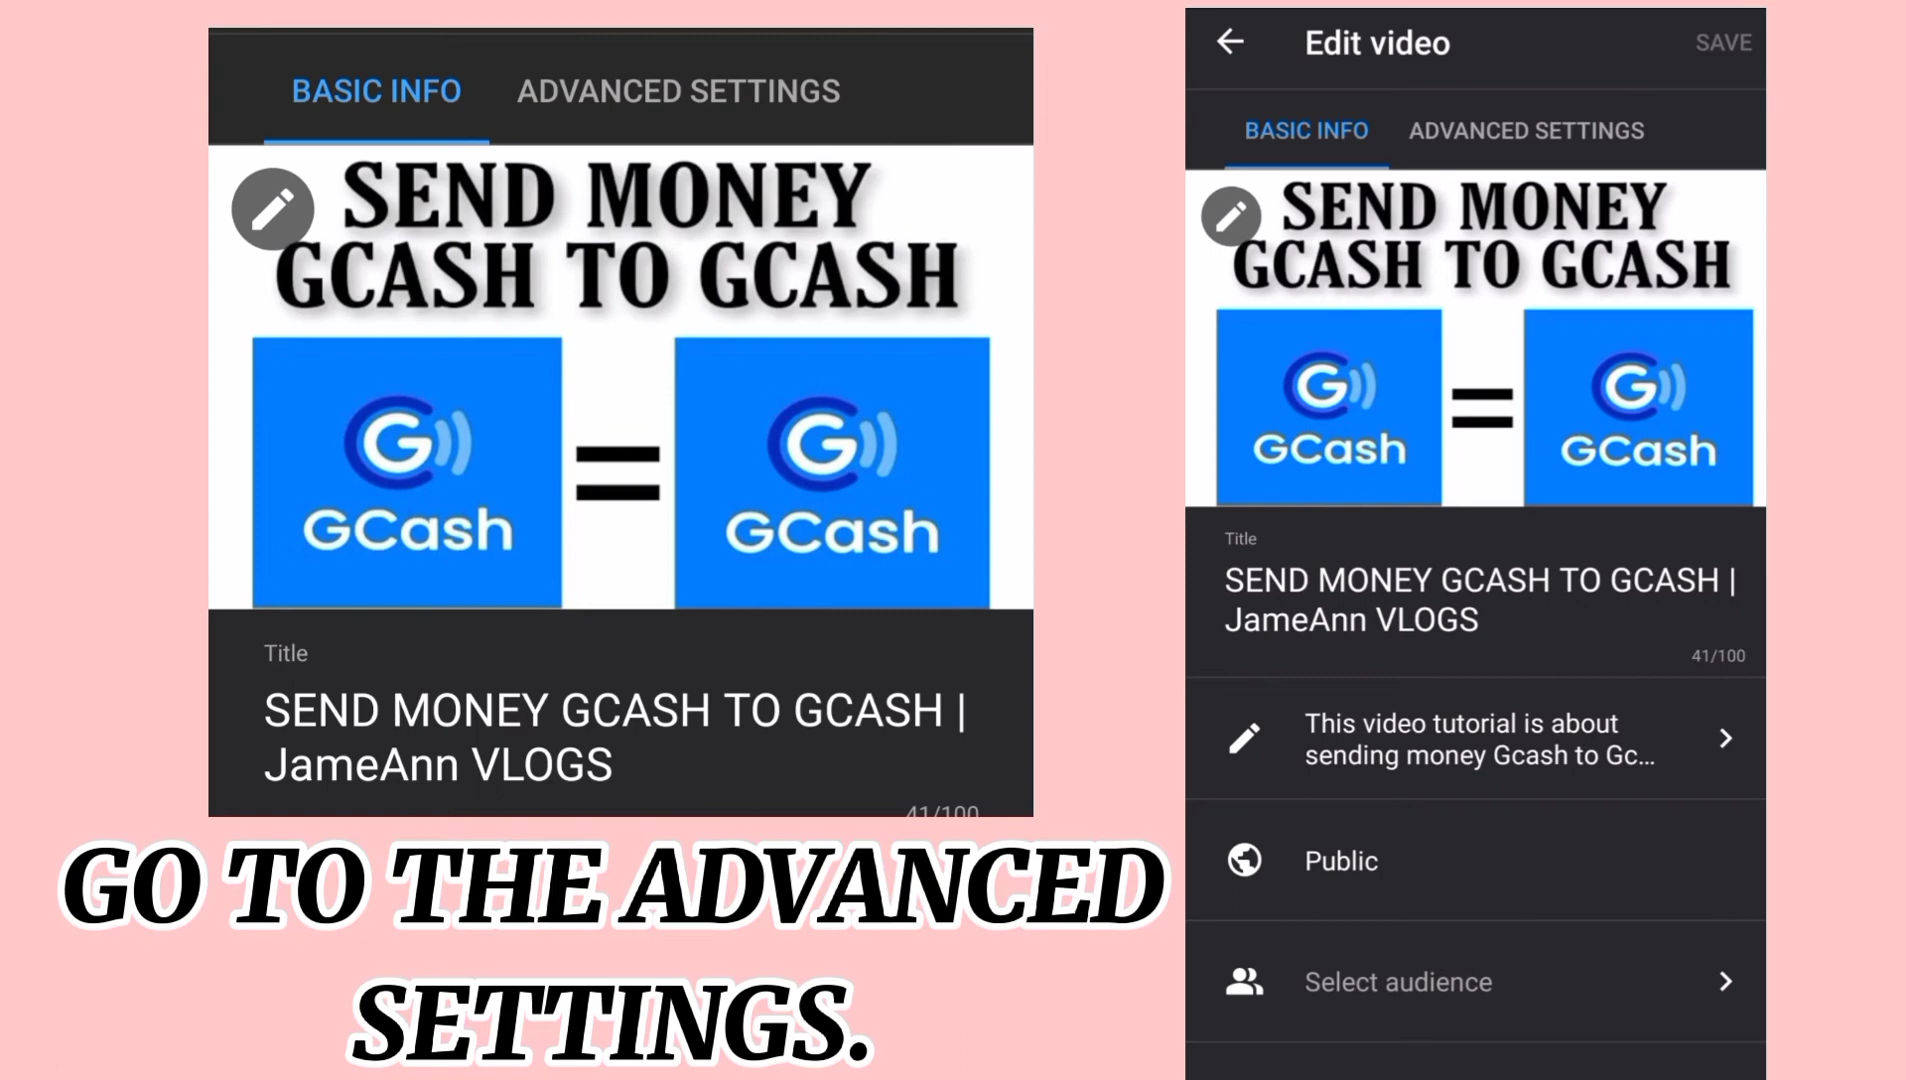 BASIC INFO ADVANCED SETTINGS
SEND MONEY
GCASH TO GCASH
GCash = GCash
Title
SEND MONEY GCASH TO GCASH |
JameAnn VLOGS
41/100
GO TO THE ADVANCED
SETTINGS.
Edit video SAVE
BASIC INFO ADVANCED SETTINGS
SEND MONEY
GCASH TO GCASH
GCash = GCash
Title
SEND MONEY GCASH TO GCASH |
JameAnn VLOGS
41/100
This video tutorial is about
sending money Gcash to Gc...
Public
Select audience